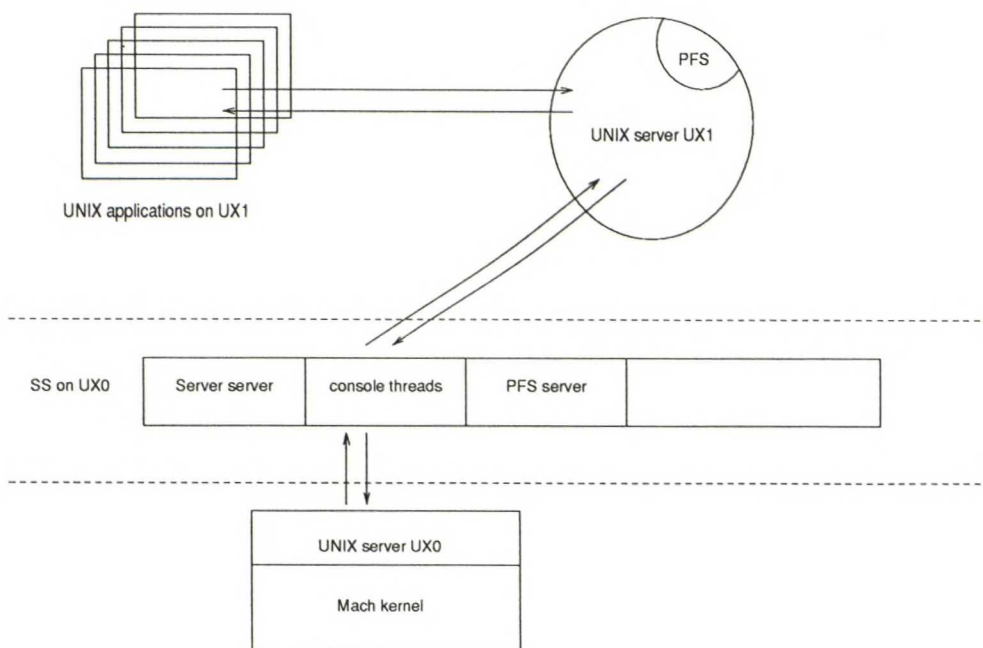 PFS
UNIX server UX1
UNIX applications on UX1
SS on UX0
Server server
console threads
PFS server
UNIX server UX0
Mach kernel